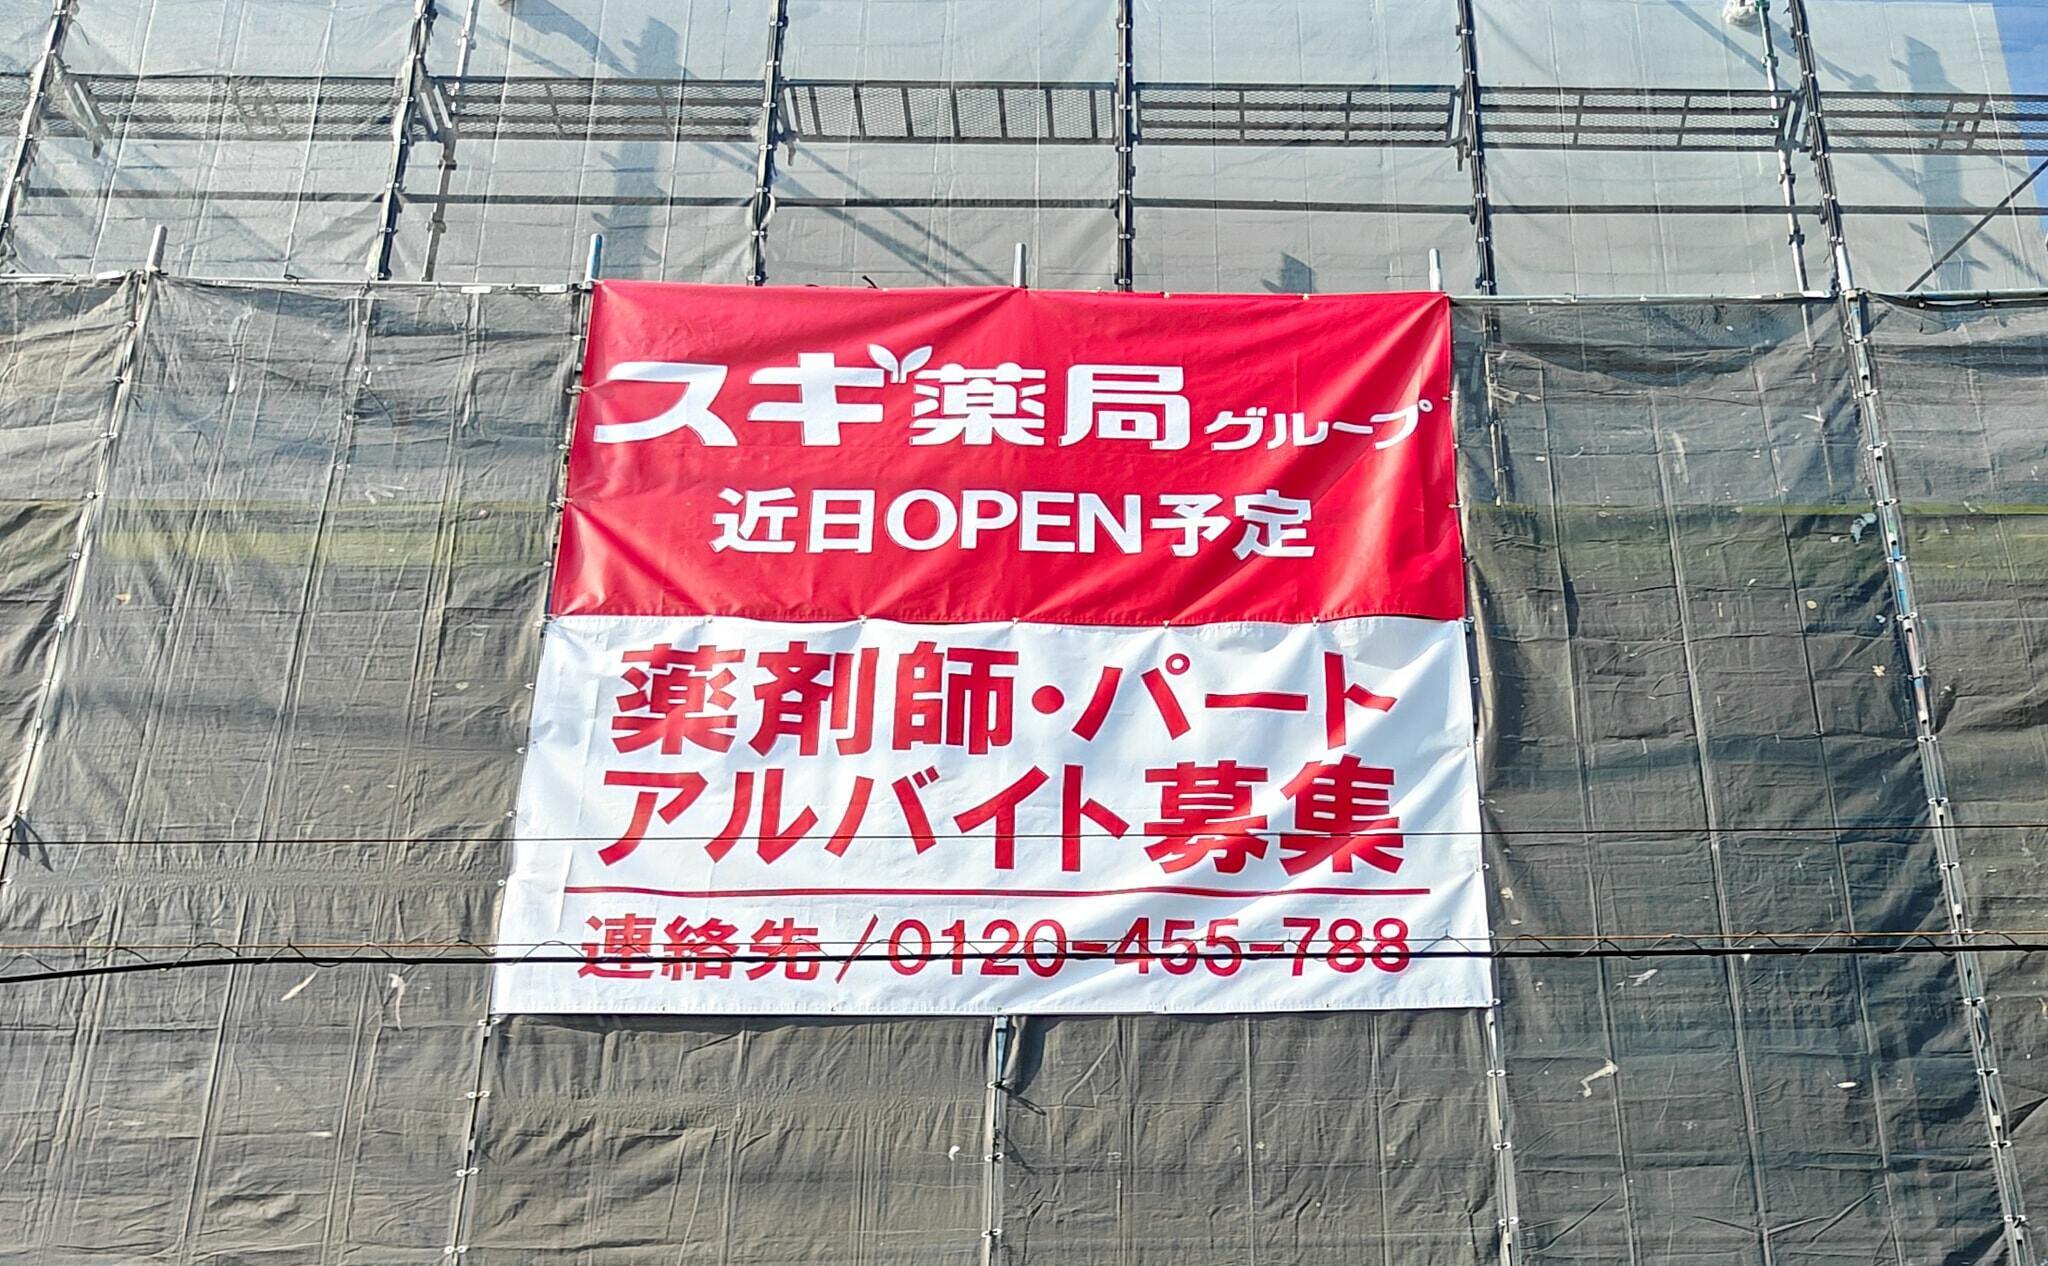 スギ薬局グループ
近日OPEN予定
薬剤師・パート
アルバイト募集
連絡先/0120-455-788